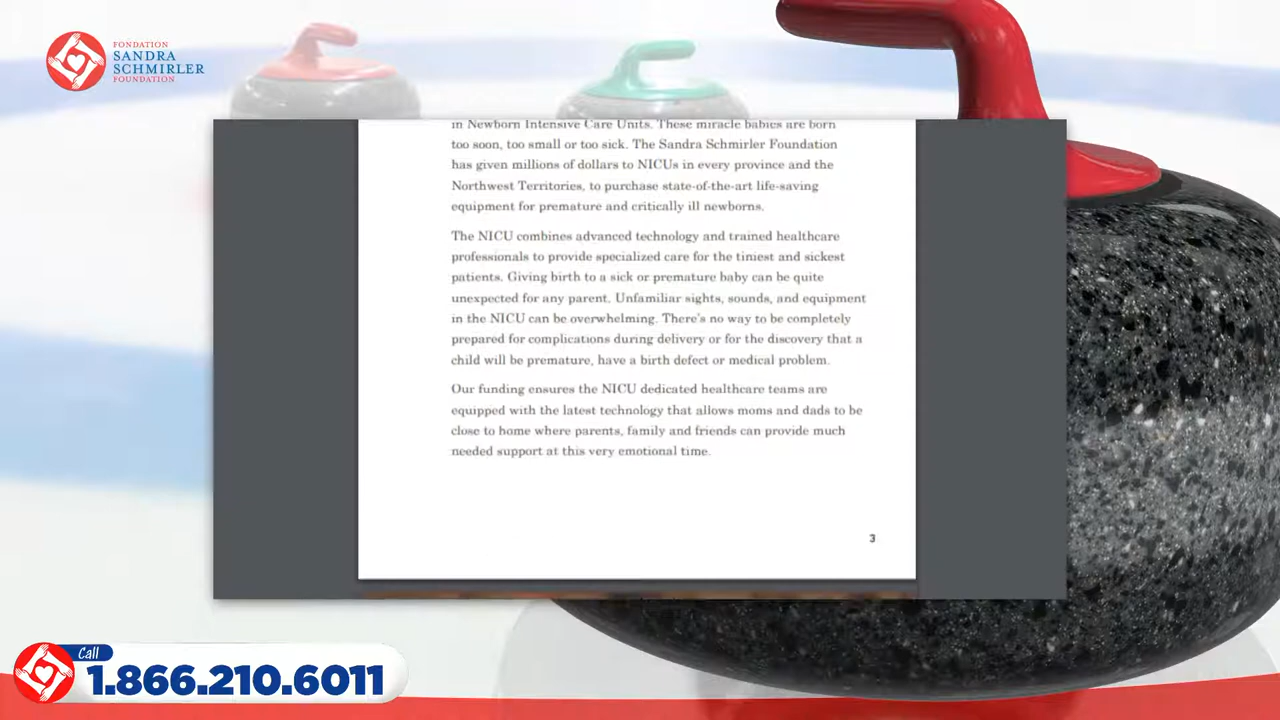 FONDATION
SANDRA
SCHMIRLER
FOUNDATION
in Newborn Intensive Care Units. These miracle babies are born
too soon, too small or too sick. The Sandra Schmirler Foundation
has given millions of dollars to NICUs in every province and the
Northwest Territories, to purchase state-of-the-art life-saving
equipment for premature and critically ill newborns.
The NICU combines advanced technology and trained healthcare
professionals to provide specialized care for the tiniest and sickest
patients. Giving birth to a sick or premature baby can be quite
unexpected for any parent. Unfamiliar sights, sounds, and equipment
in the NICU can be overwhelming. There's no way to be completely
prepared for complications during delivery or for the discovery that a
child will be premature, have a birth defect or medical problem.
Our funding ensures the NICU dedicated healthcare teams are
equipped with the latest technology that allows moms and dads to be
close to home where parents, family and friends can provide much
needed support at this very emotional time.
3
Call
1.866.210.6011